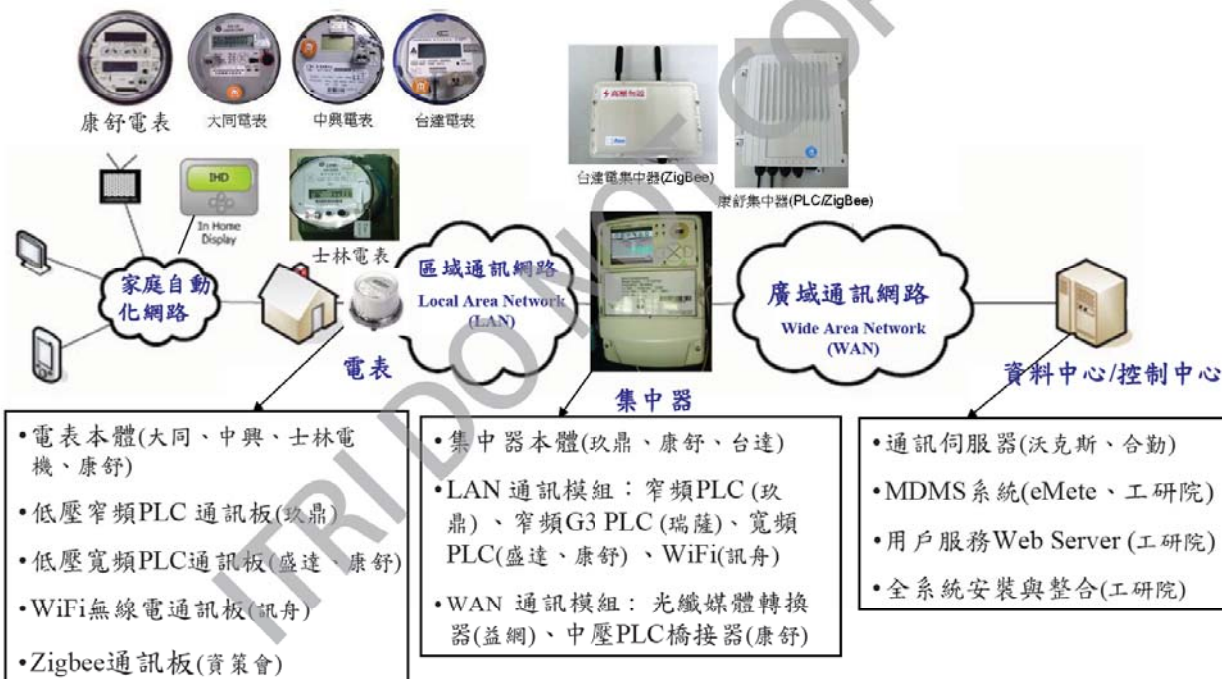 康舒電表
大同電表
中興電表
台達電表
台達電集中器(ZigBee)
康舒集中器(PLC/ZigBee)
IHD
In Home
Display
士林電表
家庭自動
化網路
區域通訊網路
Local Area Network
(LAN)
廣域通訊網路
Wide Area Network
(WAN)
電表
集中器
資料中心/控制中心
•電表本體(大同、中興、士林電
機、康舒)
•低壓窄頻PLC 通訊板(玖鼎)
•低壓寬頻PLC通訊板(盛達、康舒)
•WiFi無線電通訊板(訊舟)
•Zigbee通訊板(資策會)
•集中器本體(玖鼎、康舒、台達)
•LAN 通訊模組：窄頻PLC (玖
鼎) 、窄頻G3 PLC (瑞薩)、寬頻
PLC(盛達、康舒) 、WiFi(訊舟)
•WAN 通訊模組： 光纖媒體轉換
器(益網)、中壓PLC橋接器(康舒)
•通訊伺服器(沃克斯、合勤)
•MDMS系統(eMete、工研院)
•用戶服務Web Server (工研院)
•全系統安裝與整合(工研院)
ITRI DO NOT COP